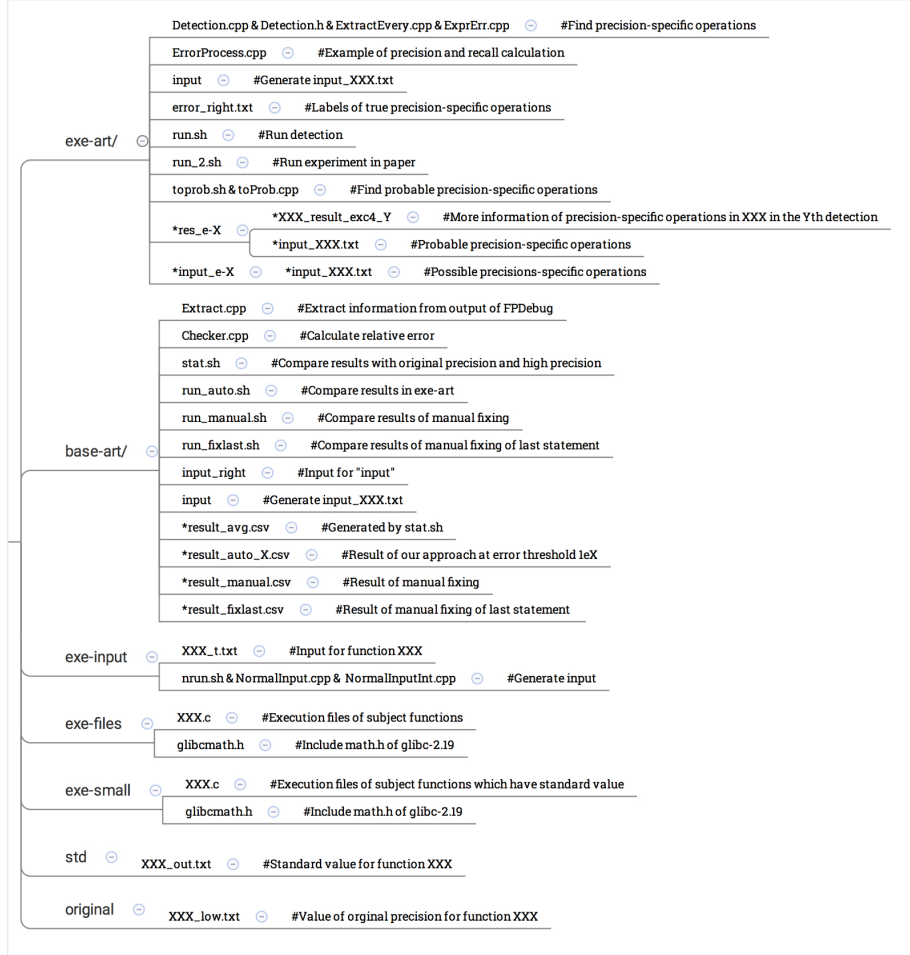 Detection.cpp & Detection.h & ExtractEvery.cpp & ExprErr.cpp #Find precision-specific operations
ErrorProcess.cpp #Example of precision and recall calculation
input #Generate input_XXX.txt
error_right.txt #Labels of true precision-specific operations
exe-art/
run.sh #Run detection
run_2.sh #Run experiment in paper
toprob.sh & toProb.cpp #Find probable precision-specific operations
*XXX_result_exc4_Y #More information of precision-specific operations in XXX in the Yth detection
*res_e-X
*input_XXX.txt #Probable precision-specific operations
*input_e-X *input_XXX.txt #Possible precisions-specific operations
Extract.cpp #Extract information from output of FPDebug
Checker.cpp #Calculate relative error
stat.sh #Compare results with original precision and high precision
run_auto.sh #Compare results in exe-art
run_manual.sh #Compare results of manual fixing
base-art/ run_fixlast.sh #Compare results of manual fixing of last statement
input_right #Input for "input"
input #Generate input_XXX.txt
*result_avg.csv #Generated by stat.sh
*result_auto_X.csv #Result of our approach at error threshold 1eX
*result_manual.csv #Result of manual fixing
*result_fixlast.csv #Result of manual fixing of last statement
exe-input XXX_t.txt #Input for function XXX
nrun.sh & NormalInput.cpp & NormalInputInt.cpp #Generate input
exe-files XXX.c #Execution files of subject functions
glibcmath.h #Include math.h of glibc-2.19
exe-small XXX.c #Execution files of subject functions which have standard value
glibcmath.h #Include math.h of glibc-2.19
std XXX_out.txt #Standard value for function XXX
original XXX_low.txt #Value of orginal precision for function XXX